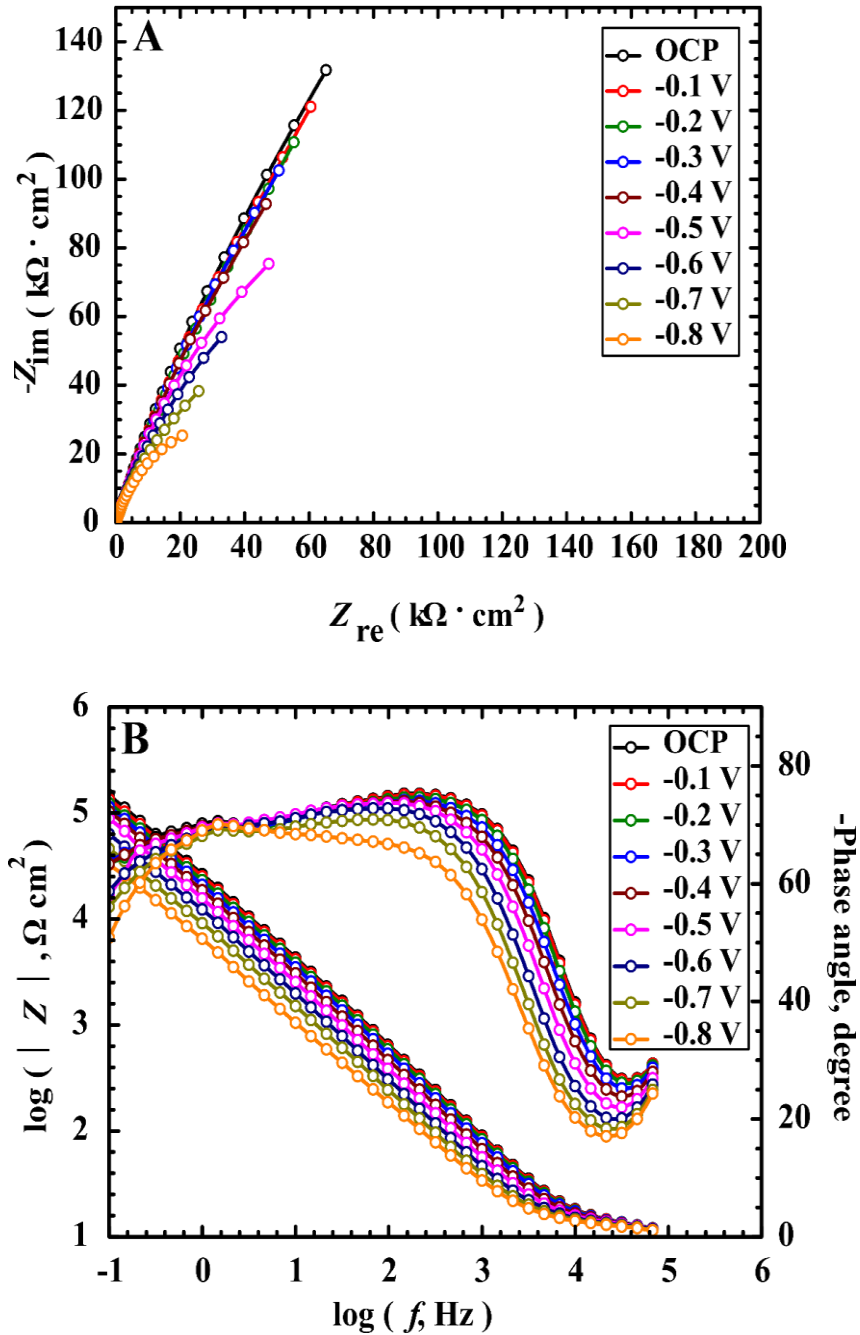 A
OCP
-0.1 V
-0.2 V
-0.3 V
-0.4 V
-0.5 V
-0.6 V
-0.7 V
-0.8 V
140
120
100
80
60
40
20
0
-Zim ( kΩ · cm²)
0 20 40 60 80 100 120 140 160 180 200
Zre ( kΩ · cm²)
B
OCP
-0.1 V
-0.2 V
-0.3 V
-0.4 V
-0.5 V
-0.6 V
-0.7 V
-0.8 V
6
5
4
3
2
1
log ( | Z | , Ω cm²)
80
60
40
20
0
-Phase angle, degree
-1 0 1 2 3 4 5 6
log ( f, Hz)